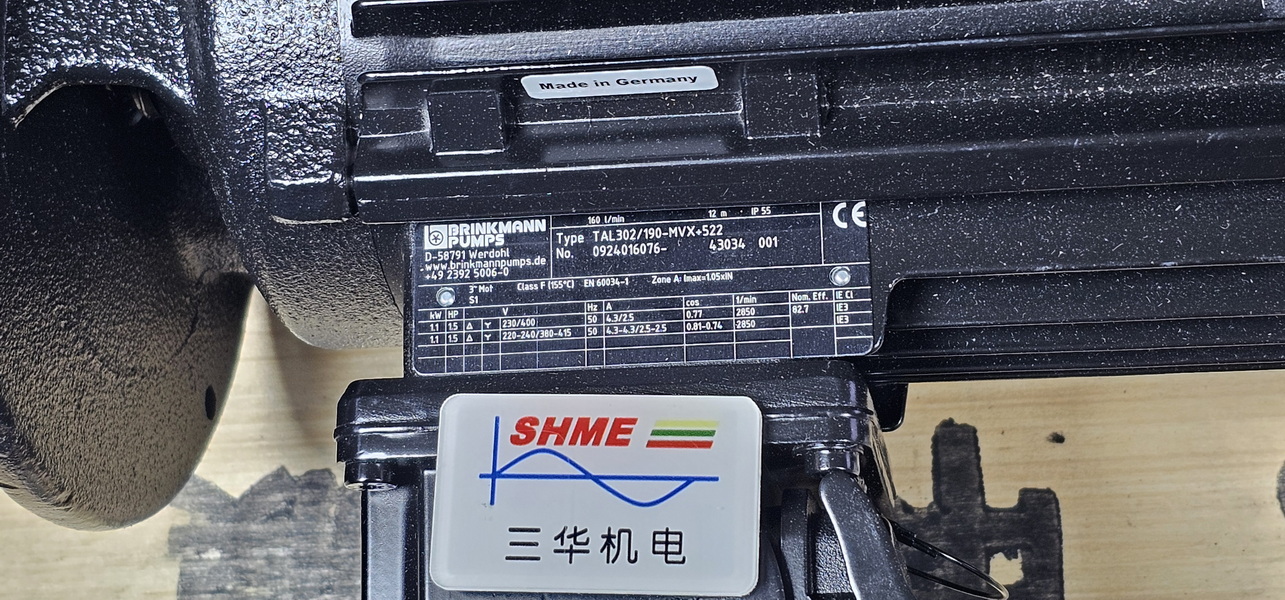 Made in Germany
BRINKMANN
PUMPS
D-58791 Werdohl
www.brinkmannpumps.de
+49 2392 5006-0
160 l/min 12 m IP 55
Type TAL302/190-MVX+522
No. 0924016076- 43034 001
CE
3~Mot Class F (155°C) EN 60034-1 Zone A: Imax=1.05xIN
S1
kW HP V Hz A cos 1/min Nom. Eff. IE Cl
1.1 1.5 Δ Y 230/400 50 4.3/2.5 0.77 2850 82.7 IE3
1.1 1.5 Δ Y 220-240/380-415 50 4.3-4.3/2.5-2.5 0.81-0.74 2850 IE3
SHME
三华机电